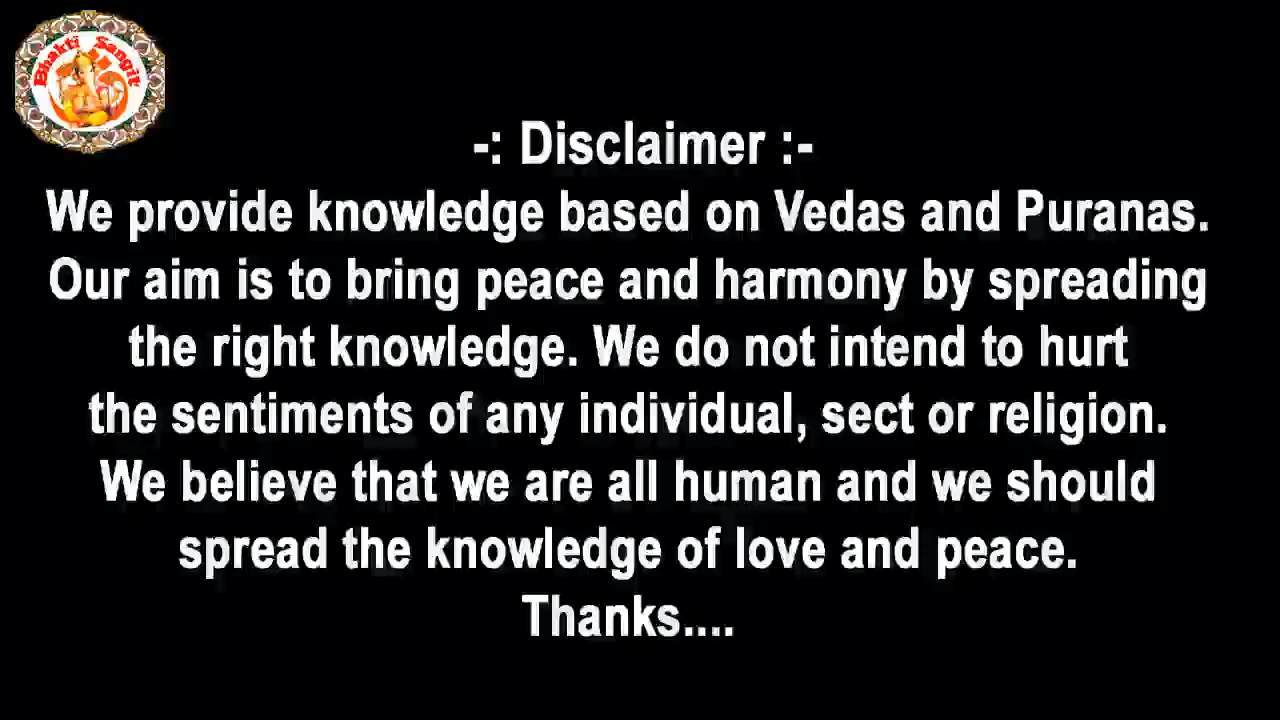 Bhakti Sangit
-: Disclaimer :-
We provide knowledge based on Vedas and Puranas.
Our aim is to bring peace and harmony by spreading
the right knowledge. We do not intend to hurt
the sentiments of any individual, sect or religion.
We believe that we are all human and we should
spread the knowledge of love and peace.
Thanks....